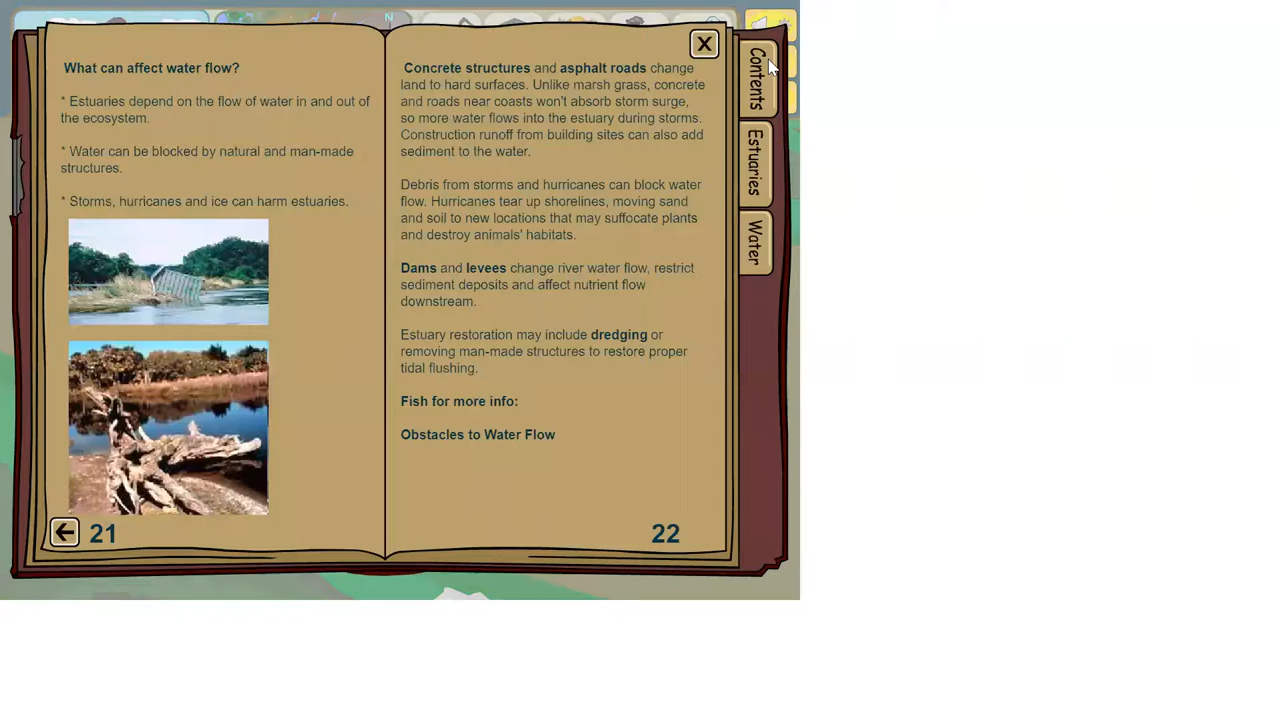 N
X
What can affect water flow?
* Estuaries depend on the flow of water in and out of
the ecosystem.
* Water can be blocked by natural and man-made
structures.
* Storms, hurricanes and ice can harm estuaries.
21
Concrete structures and asphalt roads change
land to hard surfaces. Unlike marsh grass, concrete
and roads near coasts won't absorb storm surge,
so more water flows into the estuary during storms.
Construction runoff from building sites can also add
sediment to the water.
Debris from storms and hurricanes can block water
flow. Hurricanes tear up shorelines, moving sand
and soil to new locations that may suffocate plants
and destroy animals' habitats.
Dams and levees change river water flow, restrict
sediment deposits and affect nutrient flow
downstream.
Estuary restoration may include dredging or
removing man-made structures to restore proper
tidal flushing.
Fish for more info:
Obstacles to Water Flow
22
Contents
Estuaries
Water